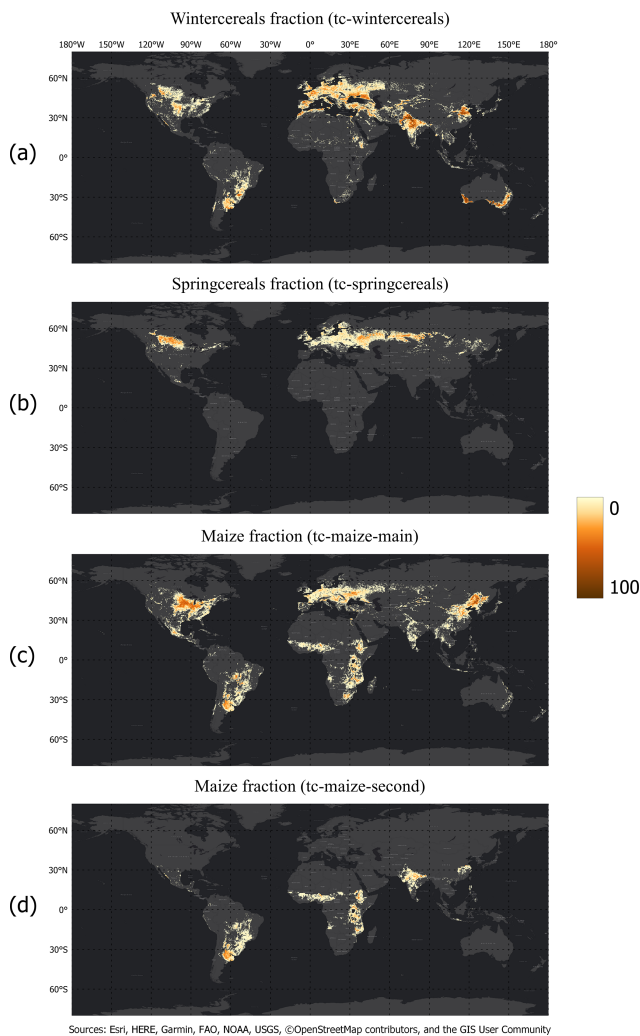 Wintercereals fraction (tc-wintercereals)
180°W 150°W 120°W 90°W 60°W 30°W 0° 30°E 60°E 90°E 120°E 150°E 180°
60°N
30°N
(a)
0°
30°S
60°S
Springcereals fraction (tc-springcereals)
60°N
30°N
(b)
0°
30°S
60°S
0
100
Maize fraction (tc-maize-main)
60°N
30°N
(c)
0°
30°S
60°S
Maize fraction (tc-maize-second)
60°N
30°N
(d)
0°
30°S
60°S
Sources: Esri, HERE, Garmin, FAO, NOAA, USGS, ©OpenStreetMap contributors, and the GIS User Community